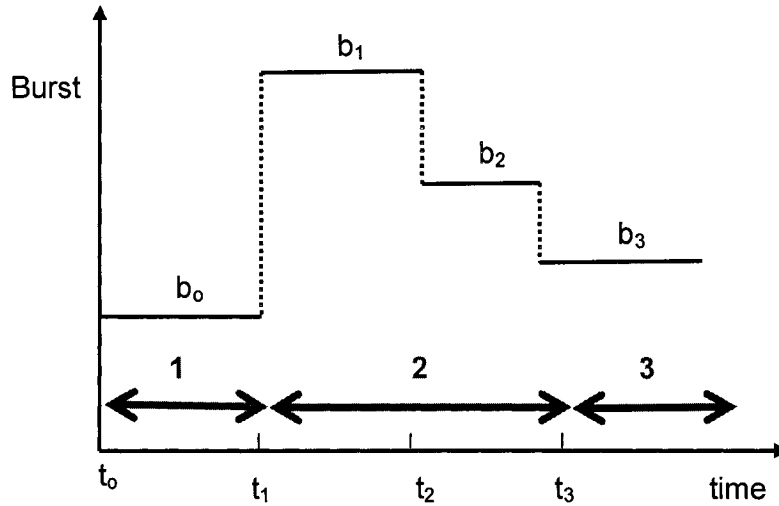 Burst
b₁
b₂
b₃
bₒ
1 2 3
tₒ t₁ t₂ t₃ time